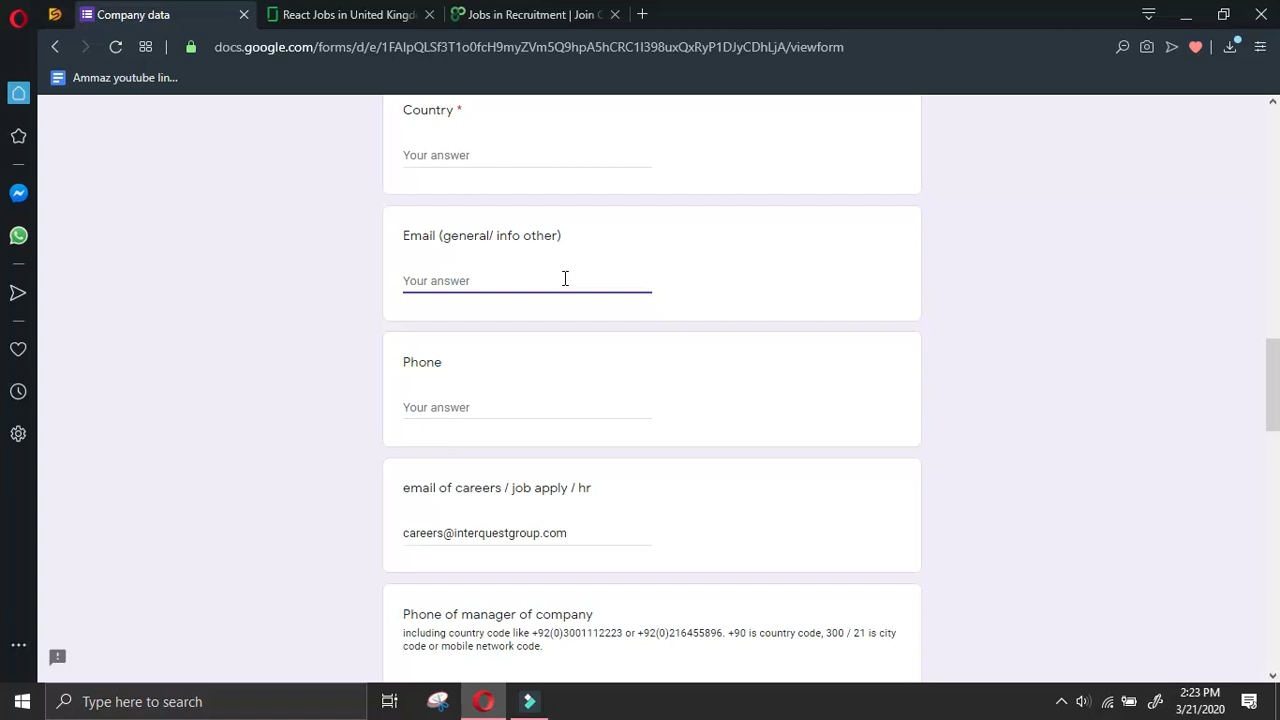 Company data
React Jobs in United Kingd
Jobs in Recruitment | Join C
docs.google.com/forms/d/e/1FAIpQLSf3T1o0fcH9myZVm5Q9hpA5hCRC1I398uxQxRyP1DJyCDhLjA/viewform
Ammaz youtube lin...
Country *
Your answer
Email (general/ info other)
Your answer
Phone
Your answer
email of careers / job apply / hr
careers@interquestgroup.com
Phone of manager of company
including country code like +92(0)3001112223 or +92(0)216455896. +90 is country code, 300 / 21 is city
code or mobile network code.
Type here to search
2:23 PM
3/21/2020